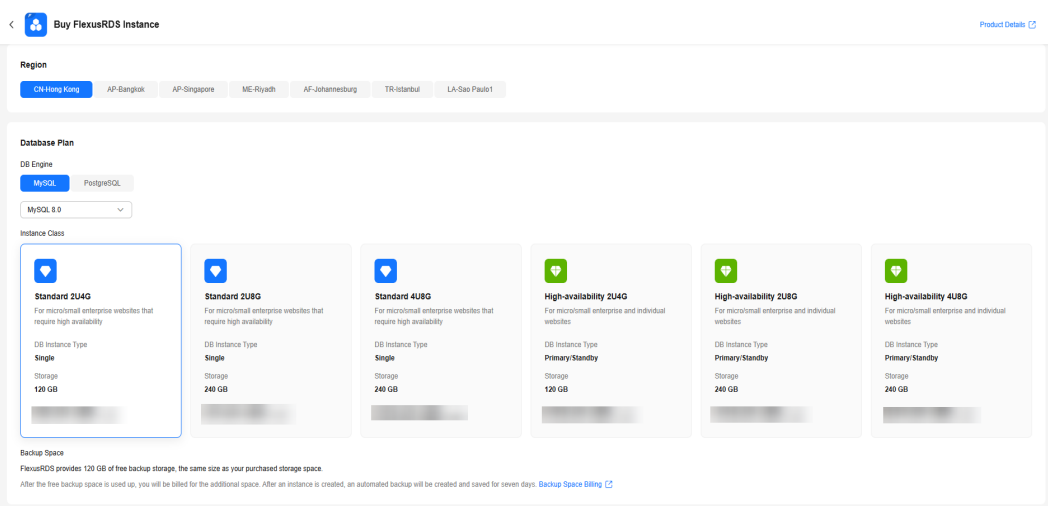 Buy FlexusRDS Instance
Product Details
Region
CN-Hong Kong AP-Bangkok AP-Singapore ME-Riyadh AF-Johannesburg TR-Istanbul LA-Sao Paulo1
Database Plan
DB Engine
MySQL PostgreSQL
MySQL 8.0
Instance Class
Standard 2U4G
For micro/small enterprise websites that
require high availability
DB Instance Type
Single
Storage
120 GB
Standard 2U8G
For micro/small enterprise websites that
require high availability
DB Instance Type
Single
Storage
240 GB
Standard 4U8G
For micro/small enterprise websites that
require high availability
DB Instance Type
Single
Storage
240 GB
High-availability 2U4G
For micro/small enterprise and individual
websites
DB Instance Type
Primary/Standby
Storage
120 GB
High-availability 2U8G
For micro/small enterprise and individual
websites
DB Instance Type
Primary/Standby
Storage
240 GB
High-availability 4U8G
For micro/small enterprise and individual
websites
DB Instance Type
Primary/Standby
Storage
240 GB
Backup Space
FlexusRDS provides 120 GB of free backup storage, the same size as your purchased storage space.
After the free backup space is used up, you will be billed for the additional space. After an instance is created, an automated backup will be created and saved for seven days. Backup Space Billing